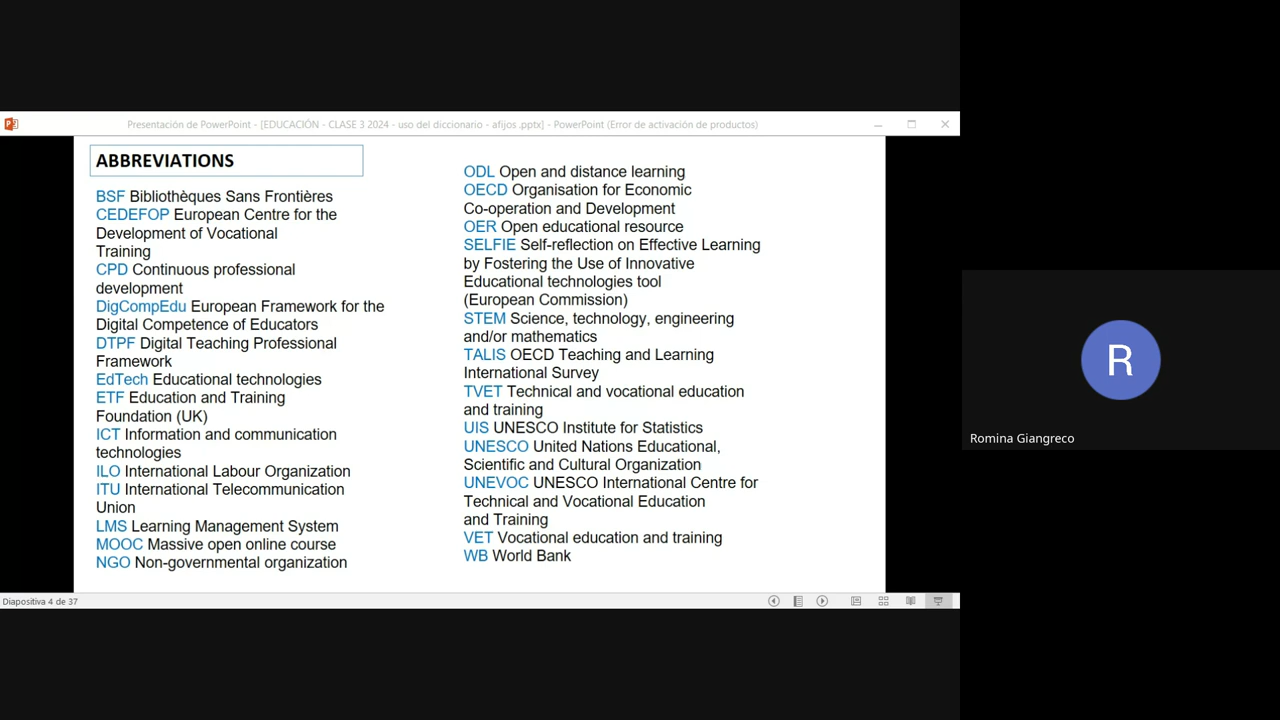 Presentación de PowerPoint - [EDUCACIÓN - CLASE 3 2024 - uso del diccionario - afijos .pptx] - PowerPoint (Error de activación de productos)
ABBREVIATIONS
BSF Bibliothèques Sans Frontières
CEDEFOP European Centre for the
Development of Vocational
Training
CPD Continuous professional
development
DigCompEdu European Framework for the
Digital Competence of Educators
DTPF Digital Teaching Professional
Framework
EdTech Educational technologies
ETF Education and Training
Foundation (UK)
ICT Information and communication
technologies
ILO International Labour Organization
ITU International Telecommunication
Union
LMS Learning Management System
MOOC Massive open online course
NGO Non-governmental organization
ODL Open and distance learning
OECD Organisation for Economic
Co-operation and Development
OER Open educational resource
SELFIE Self-reflection on Effective Learning
by Fostering the Use of Innovative
Educational technologies tool
(European Commission)
STEM Science, technology, engineering
and/or mathematics
TALIS OECD Teaching and Learning
International Survey
TVET Technical and vocational education
and training
UIS UNESCO Institute for Statistics
UNESCO United Nations Educational,
Scientific and Cultural Organization
UNEVOC UNESCO International Centre for
Technical and Vocational Education
and Training
VET Vocational education and training
WB World Bank
Diapositiva 4 de 37
R
Romina Giangreco